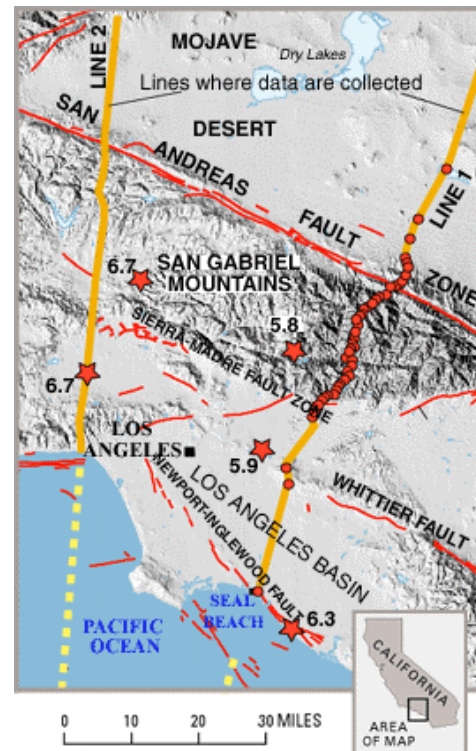 MOJAVE
Dry Lakes
LINE 2
Lines where data are collected
DESERT
SAN ANDREAS FAULT ZONE
LINE 1
6.7
SAN GABRIEL
MOUNTAINS
5.8
SIERRA MADRE FAULT ZONE
6.7
LOS
ANGELES
5.9
LOS ANGELES BASIN
WHITTIER FAULT
NEWPORT-INGLEWOOD FAULT
SEAL
BEACH
6.3
PACIFIC
OCEAN
CALIFORNIA
AREA
OF MAP
0 10 20 30 MILES